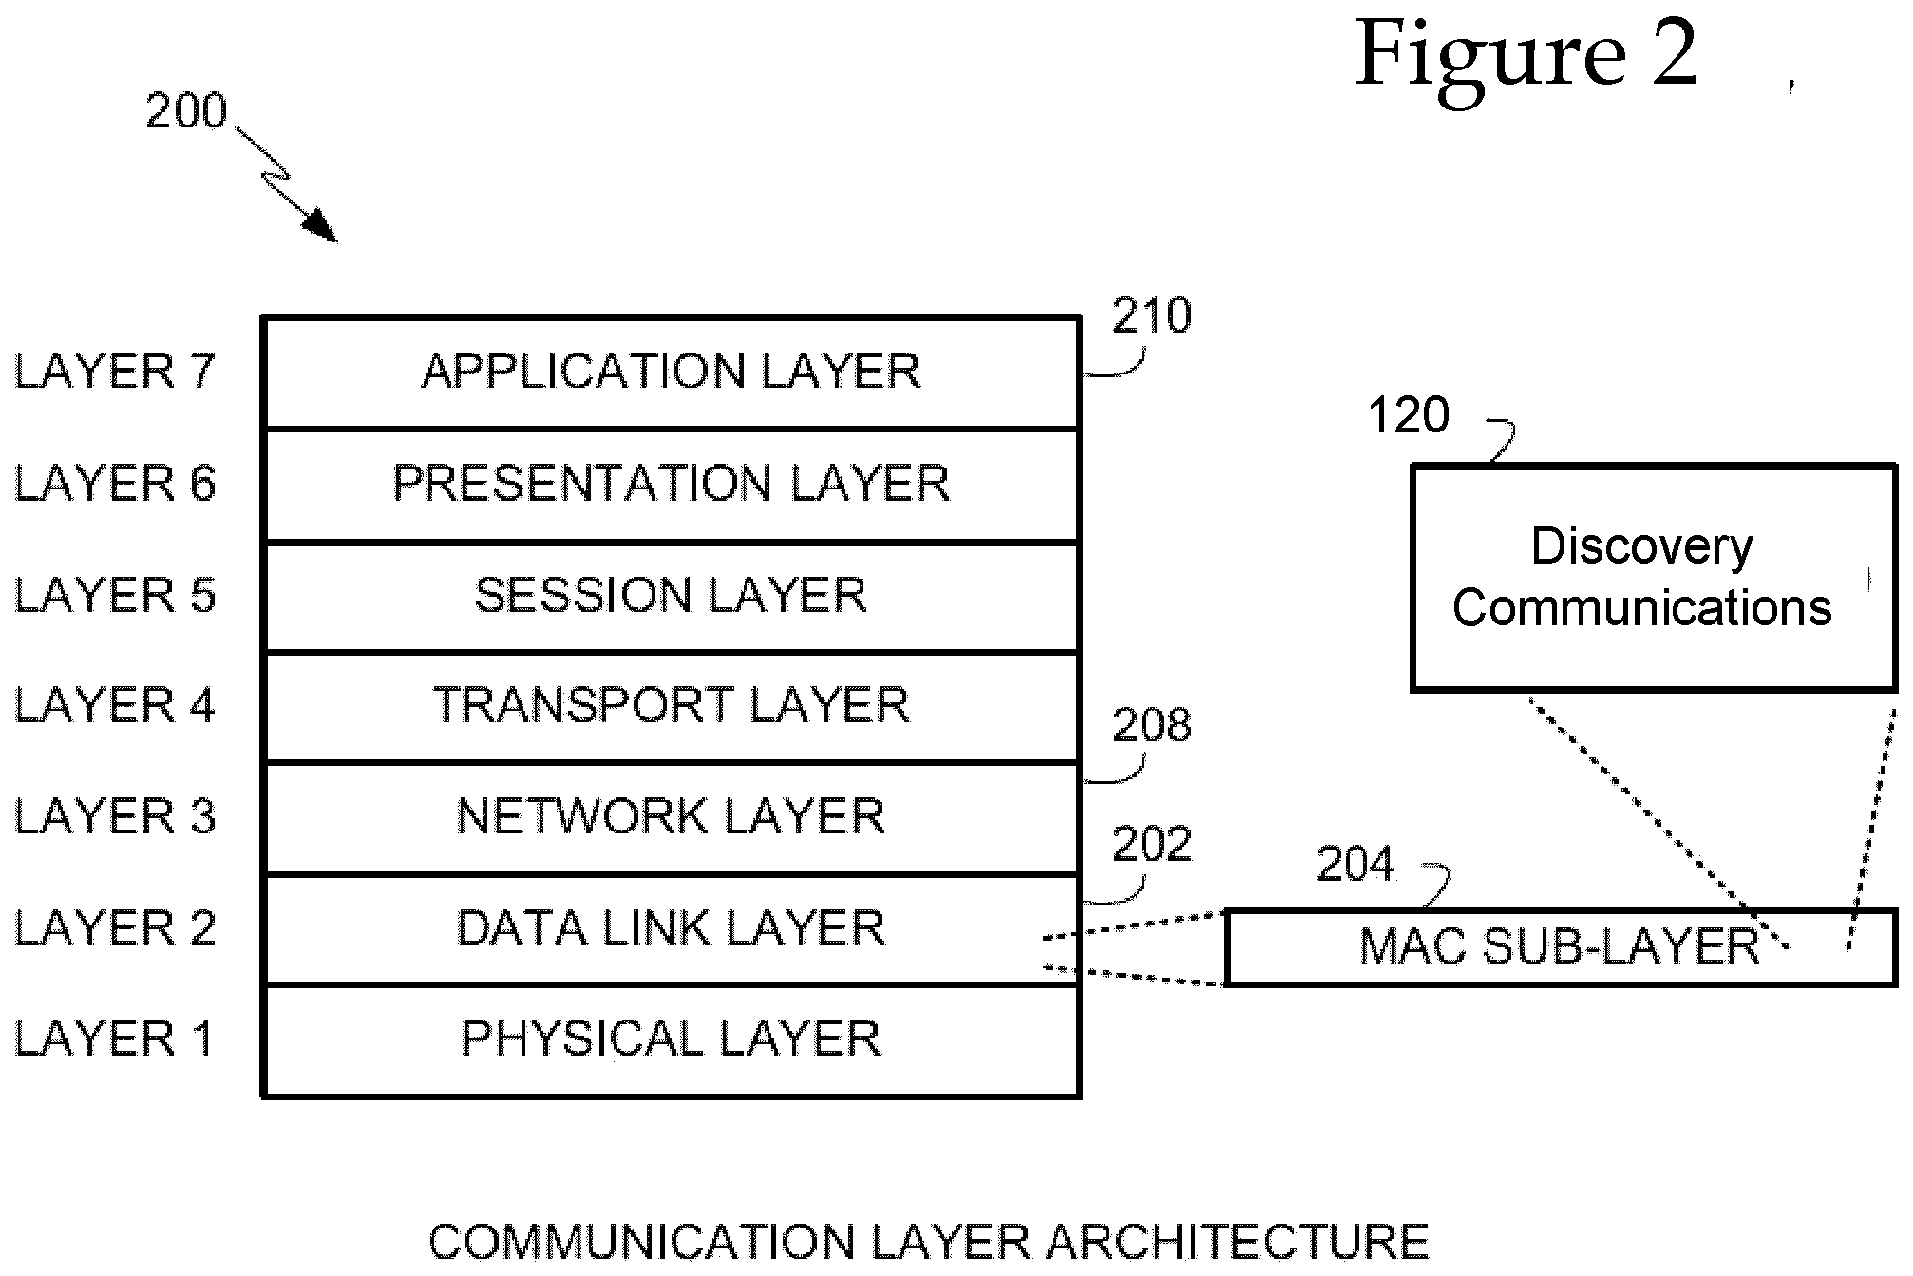 Figure 2
200
210
LAYER 7 APPLICATION LAYER
120
LAYER 6 PRESENTATION LAYER
Discovery
Communications
LAYER 5 SESSION LAYER
LAYER 4 TRANSPORT LAYER
208
LAYER 3 NETWORK LAYER
202
204
LAYER 2 DATA LINK LAYER
MAC SUB-LAYER
LAYER 1 PHYSICAL LAYER
COMMUNICATION LAYER ARCHITECTURE